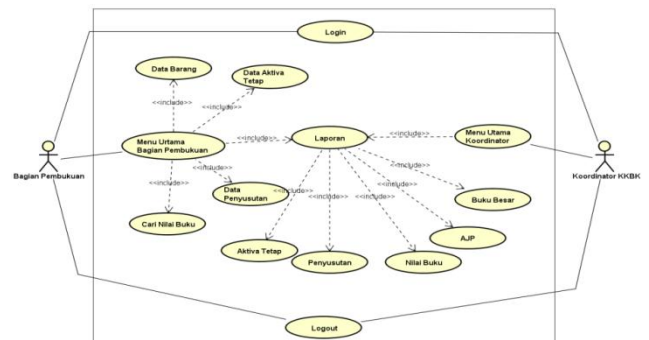 Login
Data Barang
Data Aktiva
Tetap
<<include>>
<<include>>
Menu Urtama
Bagian Pembukuan
<<include>>
Laporan
<<include>>
Menu Utama
Koordinator
Bagian Pembukuan
Koordinator KKBK
<<include>>
<<include>>
Data
Penyusutan
<<include>>
<<include>>
<<include>>
<<include>>
<<include>>
Buku Besar
Cari Nilai Buku
Aktiva Tetap
Penyusutan
Nilai Buku
AJP
Logout